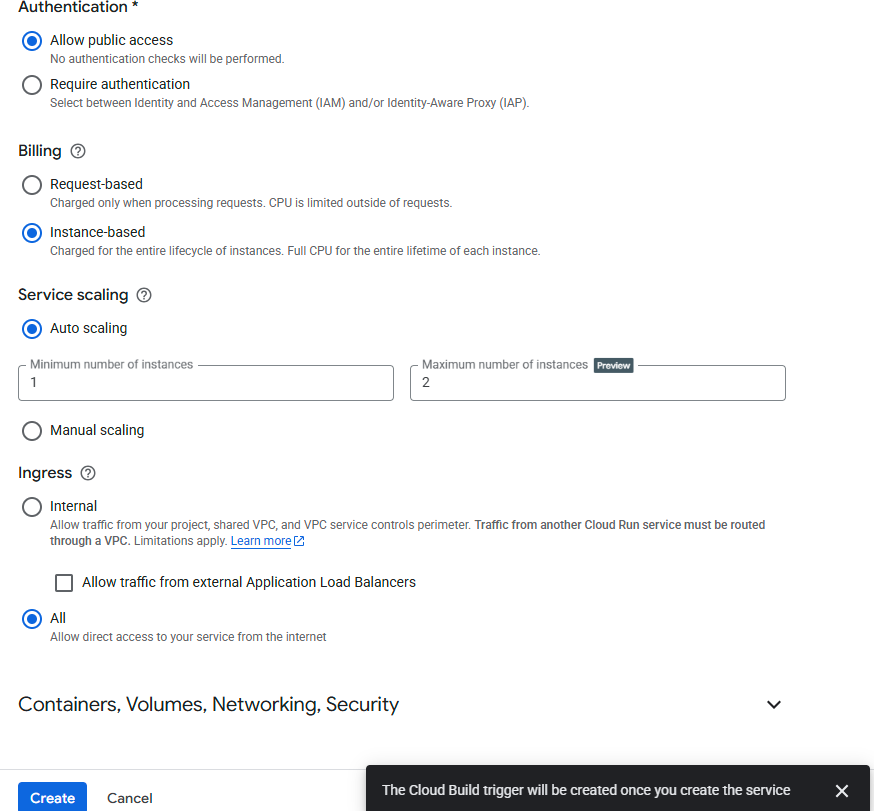 Authentication *
Allow public access
No authentication checks will be performed.
Require authentication
Select between Identity and Access Management (IAM) and/or Identity-Aware Proxy (IAP).
Billing
Request-based
Charged only when processing requests. CPU is limited outside of requests.
Instance-based
Charged for the entire lifecycle of instances. Full CPU for the entire lifetime of each instance.
Service scaling
Auto scaling
Minimum number of instances
1
Maximum number of instances Preview
2
Manual scaling
Ingress
Internal
Allow traffic from your project, shared VPC, and VPC service controls perimeter. Traffic from another Cloud Run service must be routed
through a VPC. Limitations apply. Learn more
Allow traffic from external Application Load Balancers
All
Allow direct access to your service from the internet
Containers, Volumes, Networking, Security
Create Cancel
The Cloud Build trigger will be created once you create the service